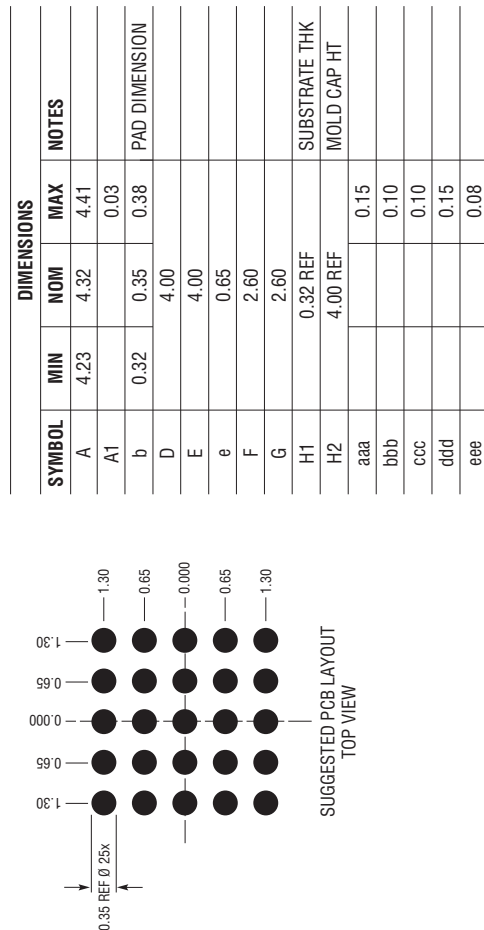 DIMENSIONS
SYMBOL MIN NOM MAX NOTES
A 4.23 4.32 4.41
A1 0.03
b 0.32 0.35 0.38 PAD DIMENSION
D 4.00
E 4.00
e 0.65
F 2.60
G 2.60
H1 0.32 REF SUBSTRATE THK
H2 4.00 REF MOLD CAP HT
aaa 0.15
bbb 0.10
ccc 0.10
ddd 0.15
eee 0.08
1.30
0.65
0.000
0.65
1.30
1.30
0.65
0.000
0.65
1.30
0.35 REF Ø 25x
SUGGESTED PCB LAYOUT
TOP VIEW